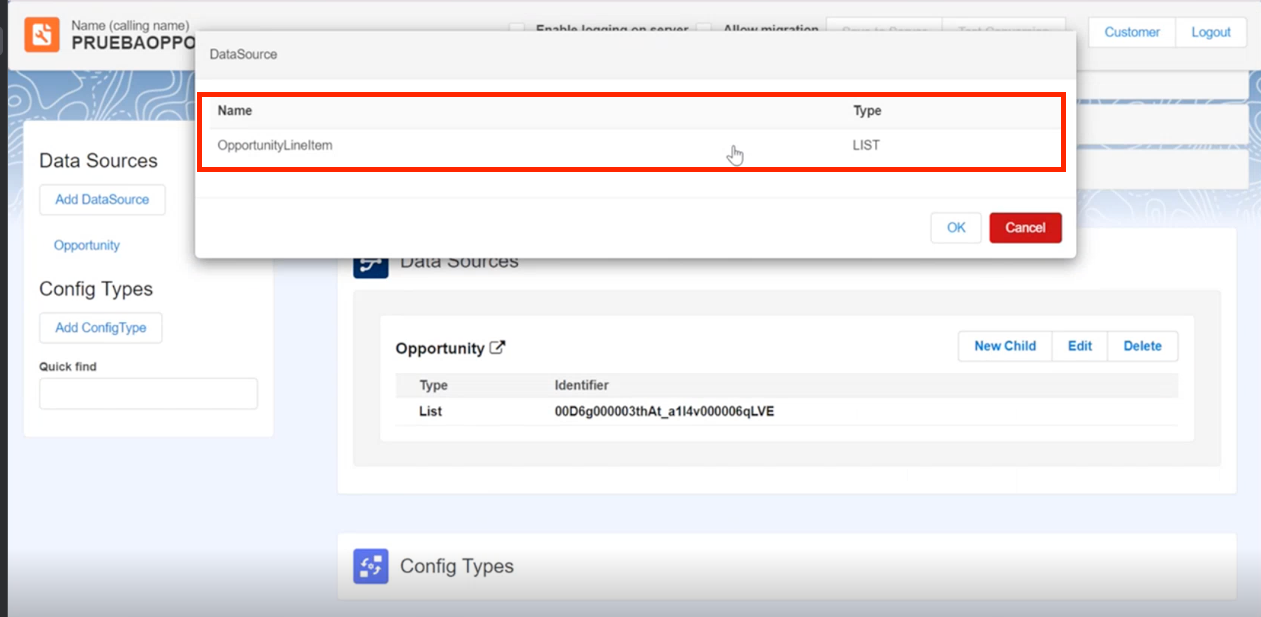 Name (calling name)
PRUEBAOPPO
Enable logging on server
Allow migration
Customer
Logout
DataSource
Name Type
OpportunityLineItem LIST
OK
Cancel
Data Sources
Add DataSource
Opportunity
Config Types
Add ConfigType
Quick find
Data Sources
Opportunity
New Child
Edit
Delete
Type Identifier
List 00D6g000003thAt_a1I4v000006qLVE
Config Types